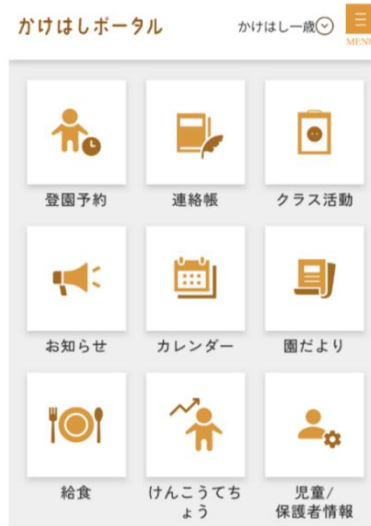 かけはしポータル
かけはし一歳
MENU
登園予約
連絡帳
クラス活動
お知らせ
カレンダー
園だより
給食
けんこうてち
ょう
児童/
保護者情報